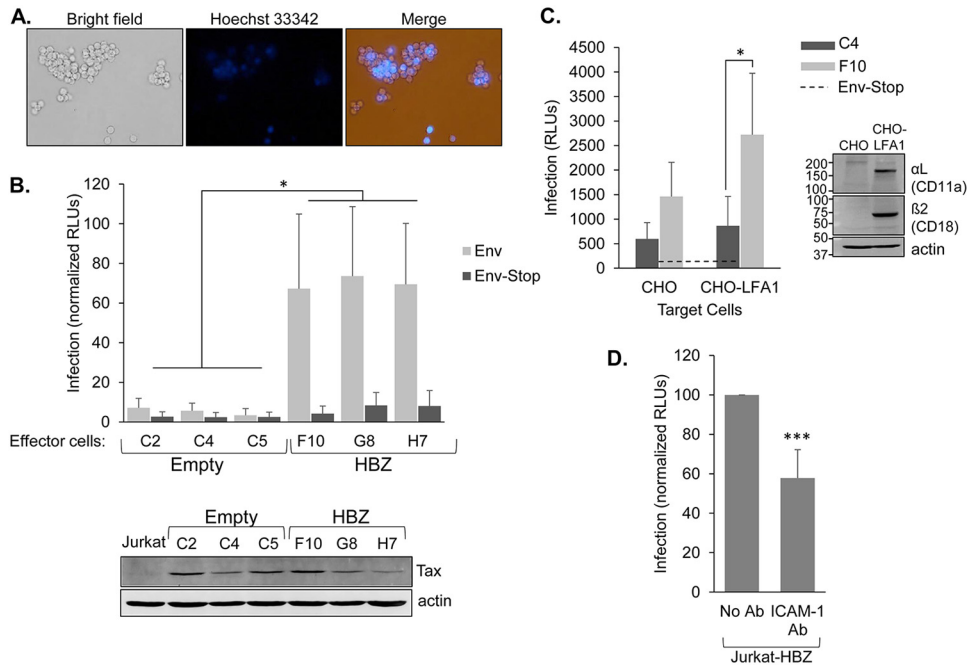 A.
Bright field
Hoechst 33342
Merge
B.
Infection (normalized RLUs)
120
100
80
60
40
20
0
*
Env
Env-Stop
Effector cells:
C2
C4
C5
F10
G8
H7
Empty
HBZ
Empty
HBZ
Jurkat
C2
C4
C5
F10
G8
H7
Tax
actin
C.
Infection (RLUs)
5000
4500
4000
3500
3000
2500
2000
1500
1000
500
0
*
CHO
CHO-LFA1
Target Cells
C4
F10
Env-Stop
CHO
CHO-
LFA1
200
150
100
αL
(CD11a)
100
75
50
ß2
(CD18)
50
37
actin
D.
Infection (normalized RLUs)
120
100
80
60
40
20
0
***
No Ab
ICAM-1
Ab
Jurkat-HBZ